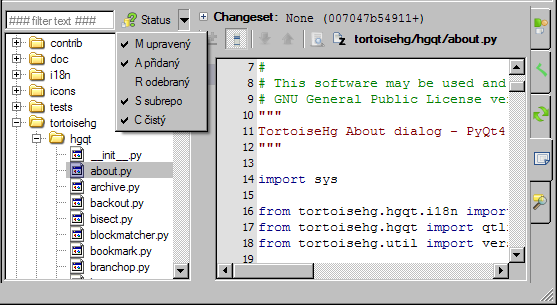 ### filter text ###
Status
Changeset: None (007047b54911+)
M upravený
A přidaný
R odebraný
S subrepo
C čistý
contrib
doc
i18n
icons
tests
tortoisehg
hgqt
__init__.py
about.py
archive.py
backout.py
bisect.py
blockmatcher.py
bookmark.py
branchop.py
tortoisehg/hgqt/about.py
7 #
8 # This software may be used and
9 # GNU General Public License ver
10 """
11 TortoiseHg About dialog - PyQt4
12 """
13
14 import sys
15
16 from tortoisehg.hgqt.i18n import
17 from tortoisehg.hgqt import qtl
18 from tortoisehg.util import ver
19